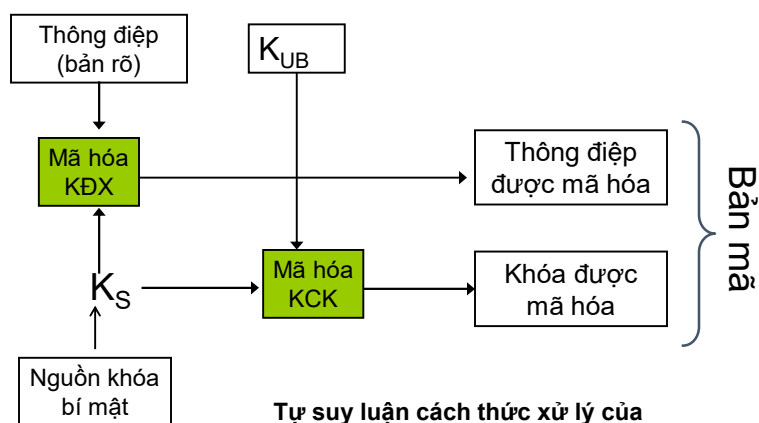 Thông điệp
(bản rõ)
K_UB
Mã hóa
KĐX
Thông điệp
được mã hóa
Bản mã
K_S
Mã hóa
KCK
Khóa được
mã hóa
Nguồn khóa
bí mật
Tự suy luận cách thức xử lý của